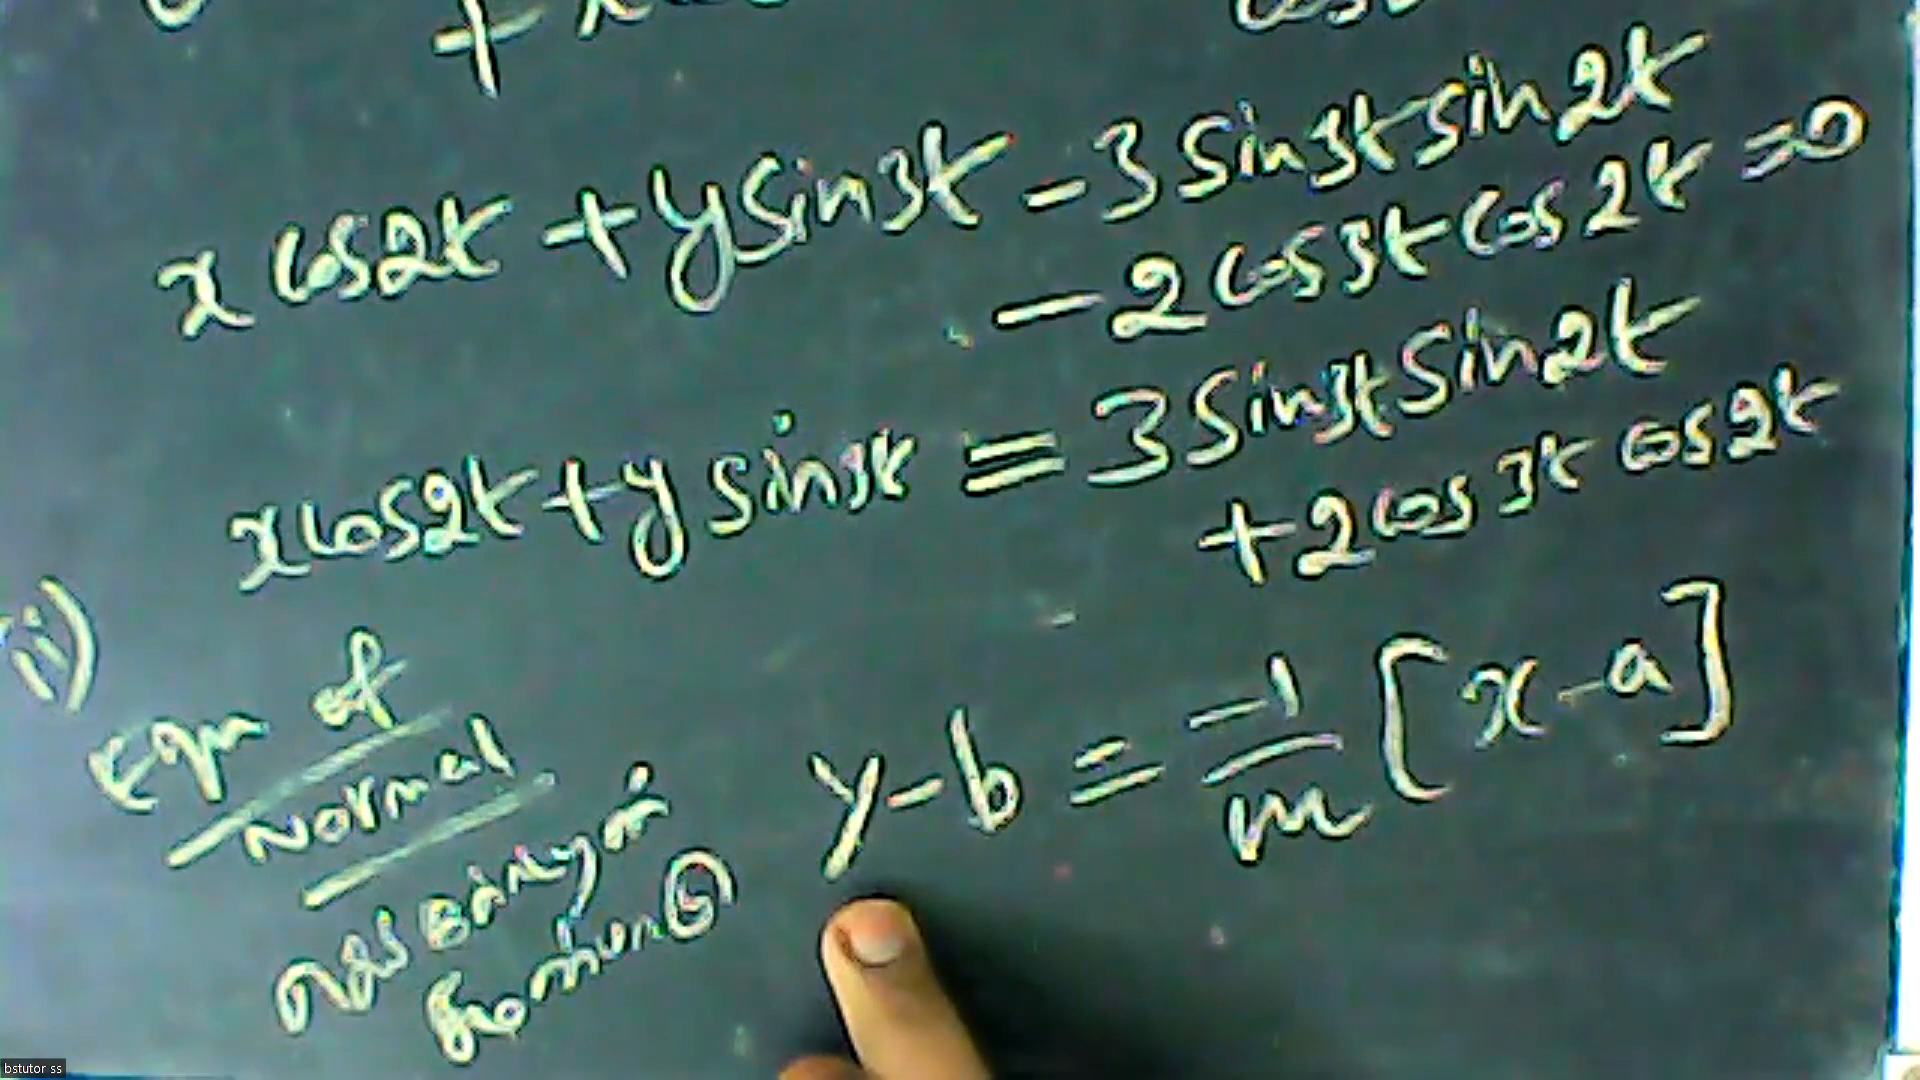 x cos2t + y sin3t - 3 sin3t sin2t
- 2 cos3t cos2t = 0
x cos2t + y sin3t = 3 sin3t sin2t
+ 2 cos3t cos2t
ii)
Eqn of
Normal
y - b = -1/m [x - a]
bstutor ss